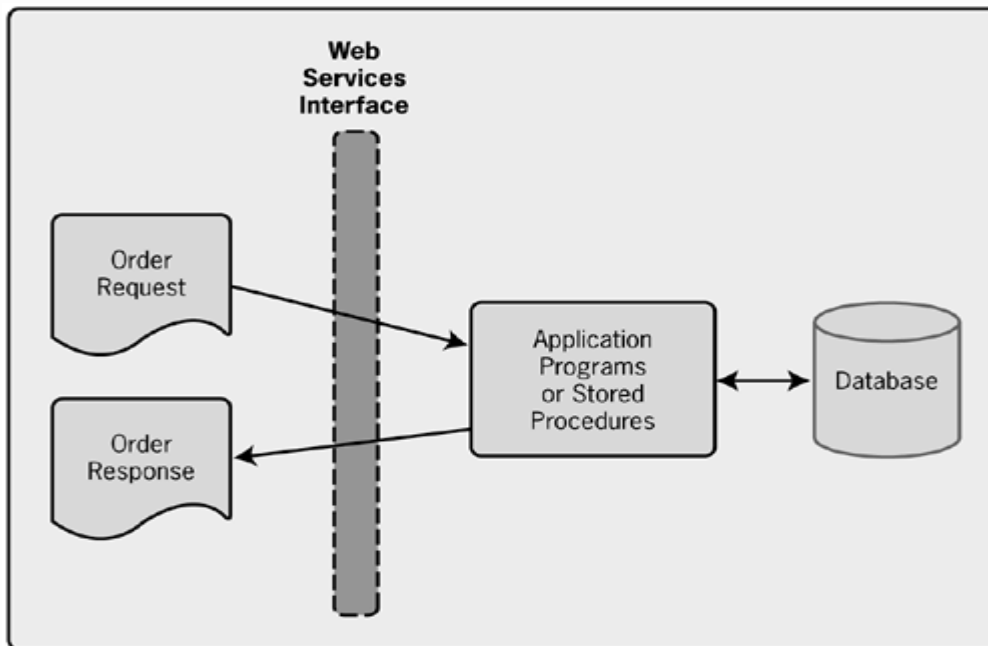 Web
Services
Interface
Order
Request
Application
Programs
or Stored
Procedures
Database
Order
Response